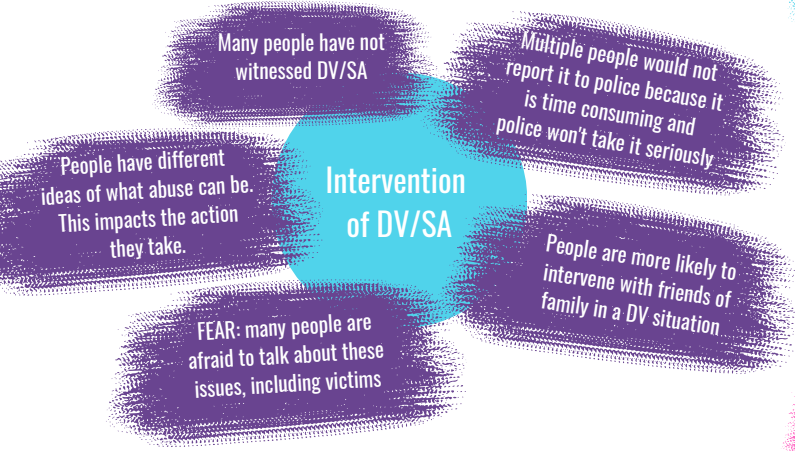 Many people have not
witnessed DV/SA
Multiple people would not
report it to police because it
is time consuming and
police won't take it seriously
People have different
ideas of what abuse can be.
This impacts the action
they take.
Intervention
of DV/SA
People are more likely to
intervene with friends of
family in a DV situation
FEAR: many people are
afraid to talk about these
issues, including victims